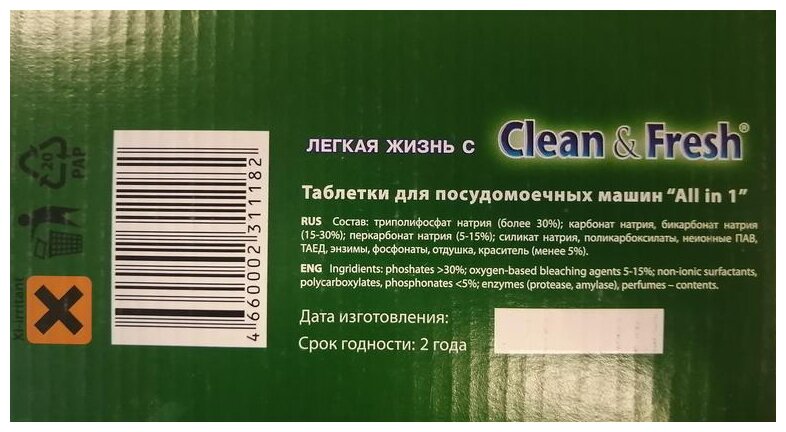 ЛЕГКАЯ ЖИЗНЬ С Clean & Fresh®
Таблетки для посудомоечных машин “All in 1”
RUS Состав: триполифосфат натрия (более 30%); карбонат натрия, бикарбонат натрия
(15-30%); перкарбонат натрия (5-15%); силикат натрия, поликарбоксилаты, неионные ПАВ,
ТАЕД, энзимы, фосфонаты, отдушка, краситель (менее 5%).
ENG Ingridients: phoshates >30%; oxygen-based bleaching agents 5-15%; non-ionic surfactants,
polycarboxylates, phosphonates <5%; enzymes (protease, amylase), perfumes – contents.
Дата изготовления:
Срок годности: 2 года
4660002311182
20
PAP
Xi-irritant